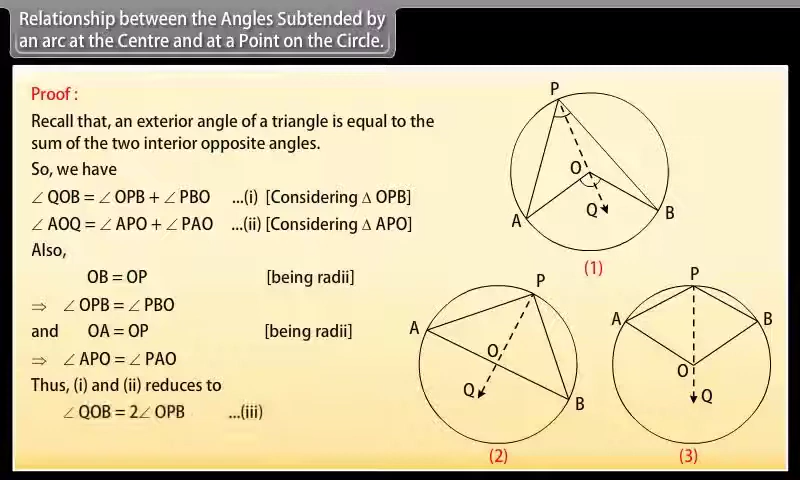 Relationship between the Angles Subtended by
an arc at the Centre and at a Point on the Circle.
Proof :
Recall that, an exterior angle of a triangle is equal to the
sum of the two interior opposite angles.
So, we have
∠ QOB = ∠ OPB + ∠ PBO ...(i) [Considering Δ OPB]
∠ AOQ = ∠ APO + ∠ PAO ...(ii) [Considering Δ APO]
Also,
OB = OP [being radii]
⇒ ∠ OPB = ∠ PBO
and OA = OP [being radii]
⇒ ∠ APO = ∠ PAO
Thus, (i) and (ii) reduces to
∠ QOB = 2∠ OPB ...(iii)
P
O
A
Q
B
(1)
P
A
O
Q
B
(2)
P
A
B
O
Q
(3)